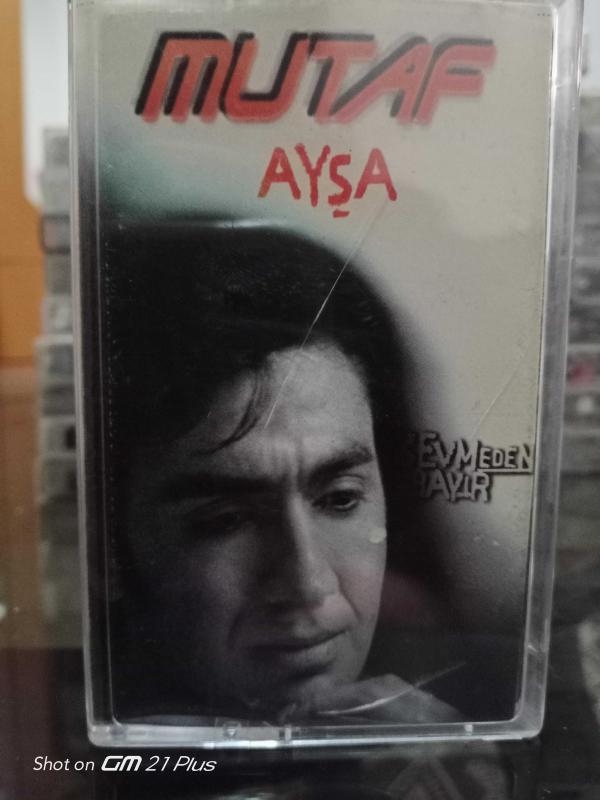 MUTAF
AYŞA
SEVMEDEN
HAYIR
Shot on GM 21 Plus